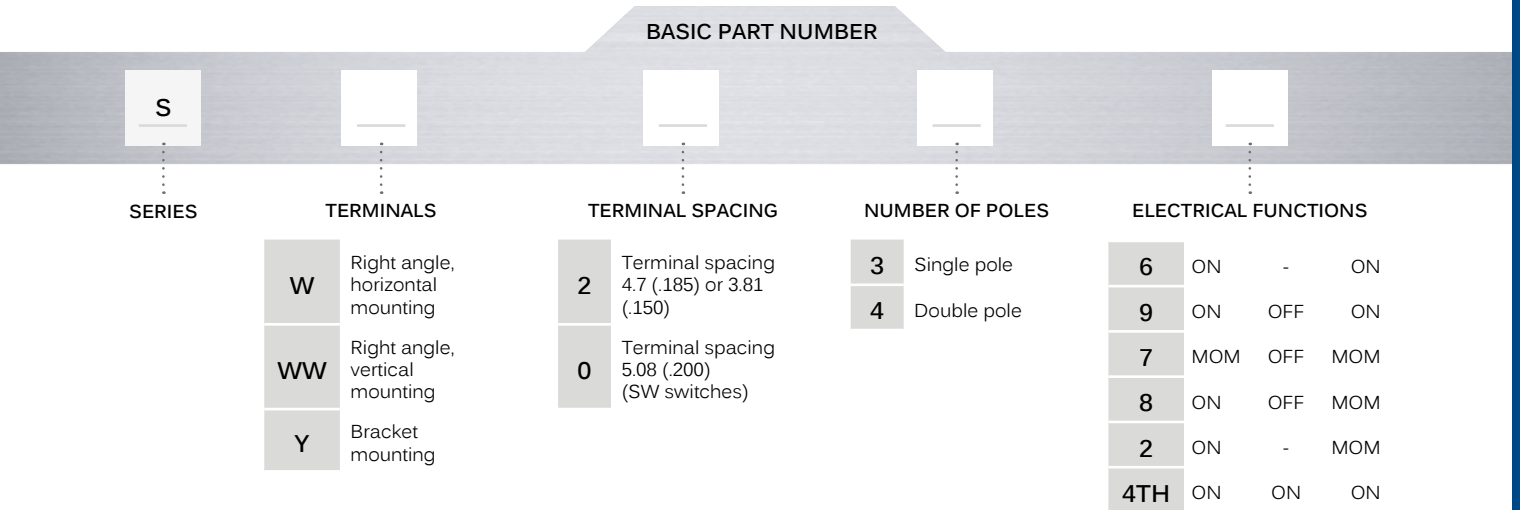 BASIC PART NUMBER
S
SERIES
TERMINALS
W
Right angle,
horizontal
mounting
WW
Right angle,
vertical
mounting
Y
Bracket
mounting
TERMINAL SPACING
2
Terminal spacing
4.7 (.185) or 3.81
(.150)
0
Terminal spacing
5.08 (.200)
(SW switches)
NUMBER OF POLES
3 Single pole
4 Double pole
ELECTRICAL FUNCTIONS
6 ON - ON
9 ON OFF ON
7 MOM OFF MOM
8 ON OFF MOM
2 ON - MOM
4TH ON ON ON